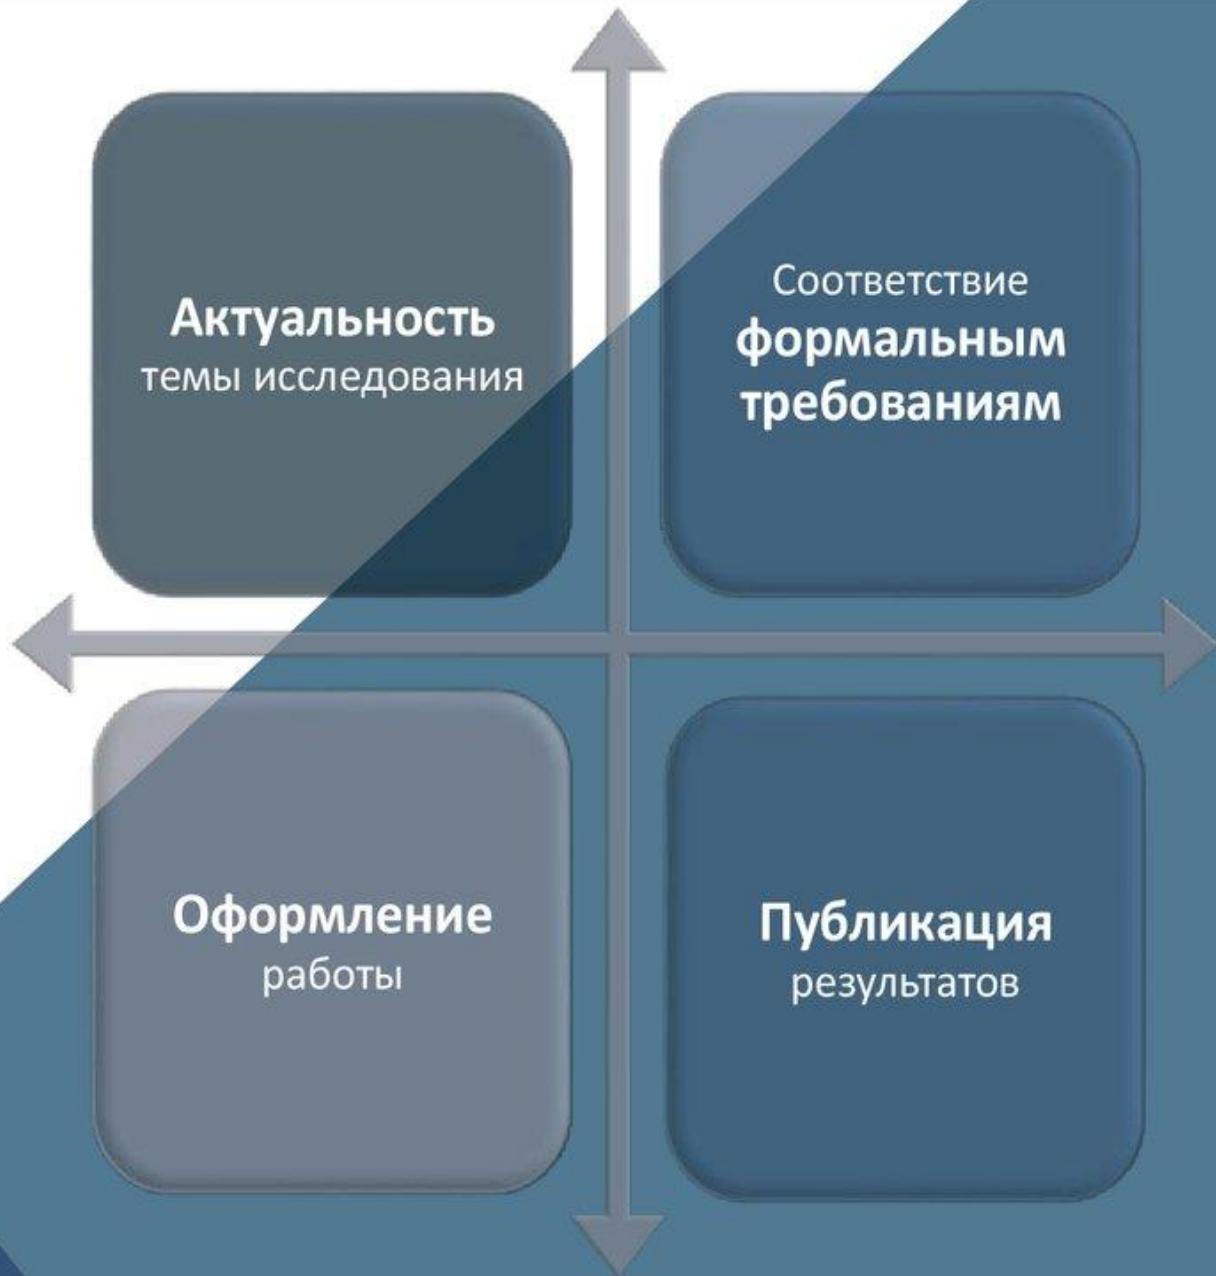 Актуальность
темы исследования
Соответствие
формальным
требованиям
Оформление
работы
Публикация
результатов